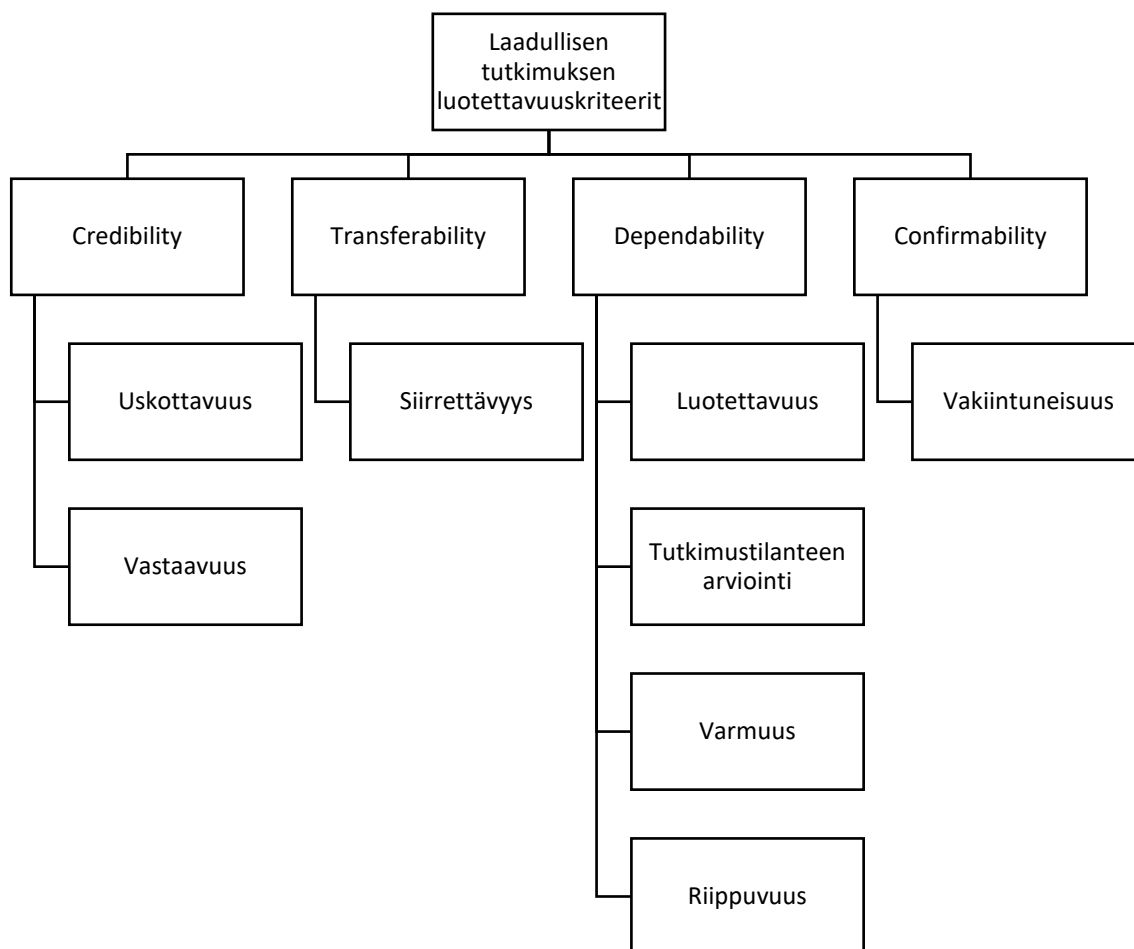 Laadullisen
tutkimuksen
luotettavuuskriteerit
Credibility
Transferability
Dependability
Confirmability
Uskottavuus
Siirrettävyys
Luotettavuus
Vakiintuneisuus
Vastaavuus
Tutkimustilanteen
arviointi
Varmuus
Riippuvuus